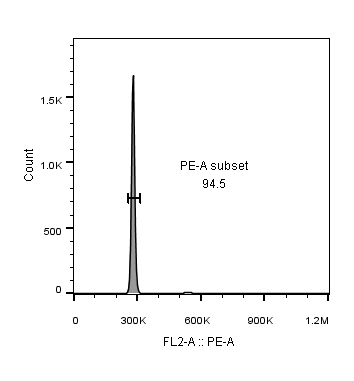 1.5K
1.0K
500
0
Count
PE-A subset
94.5
0 300K 600K 900K 1.2M
FL2-A :: PE-A